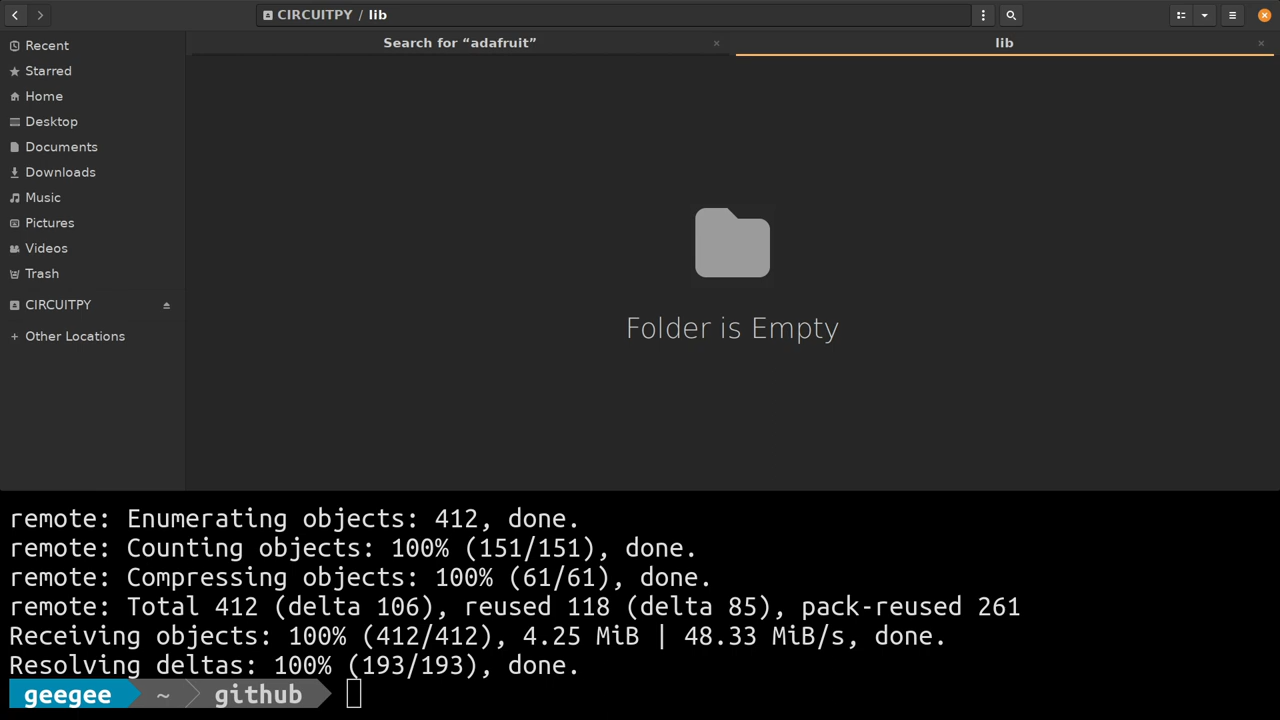 CIRCUITPY / lib
Search for “adafruit”
lib
Recent
Starred
Home
Desktop
Documents
Downloads
Music
Pictures
Videos
Trash
CIRCUITPY
Other Locations
Folder is Empty
remote: Enumerating objects: 412, done.
remote: Counting objects: 100% (151/151), done.
remote: Compressing objects: 100% (61/61), done.
remote: Total 412 (delta 106), reused 118 (delta 85), pack-reused 261
Receiving objects: 100% (412/412), 4.25 MiB | 48.33 MiB/s, done.
Resolving deltas: 100% (193/193), done.
geegee ~ github